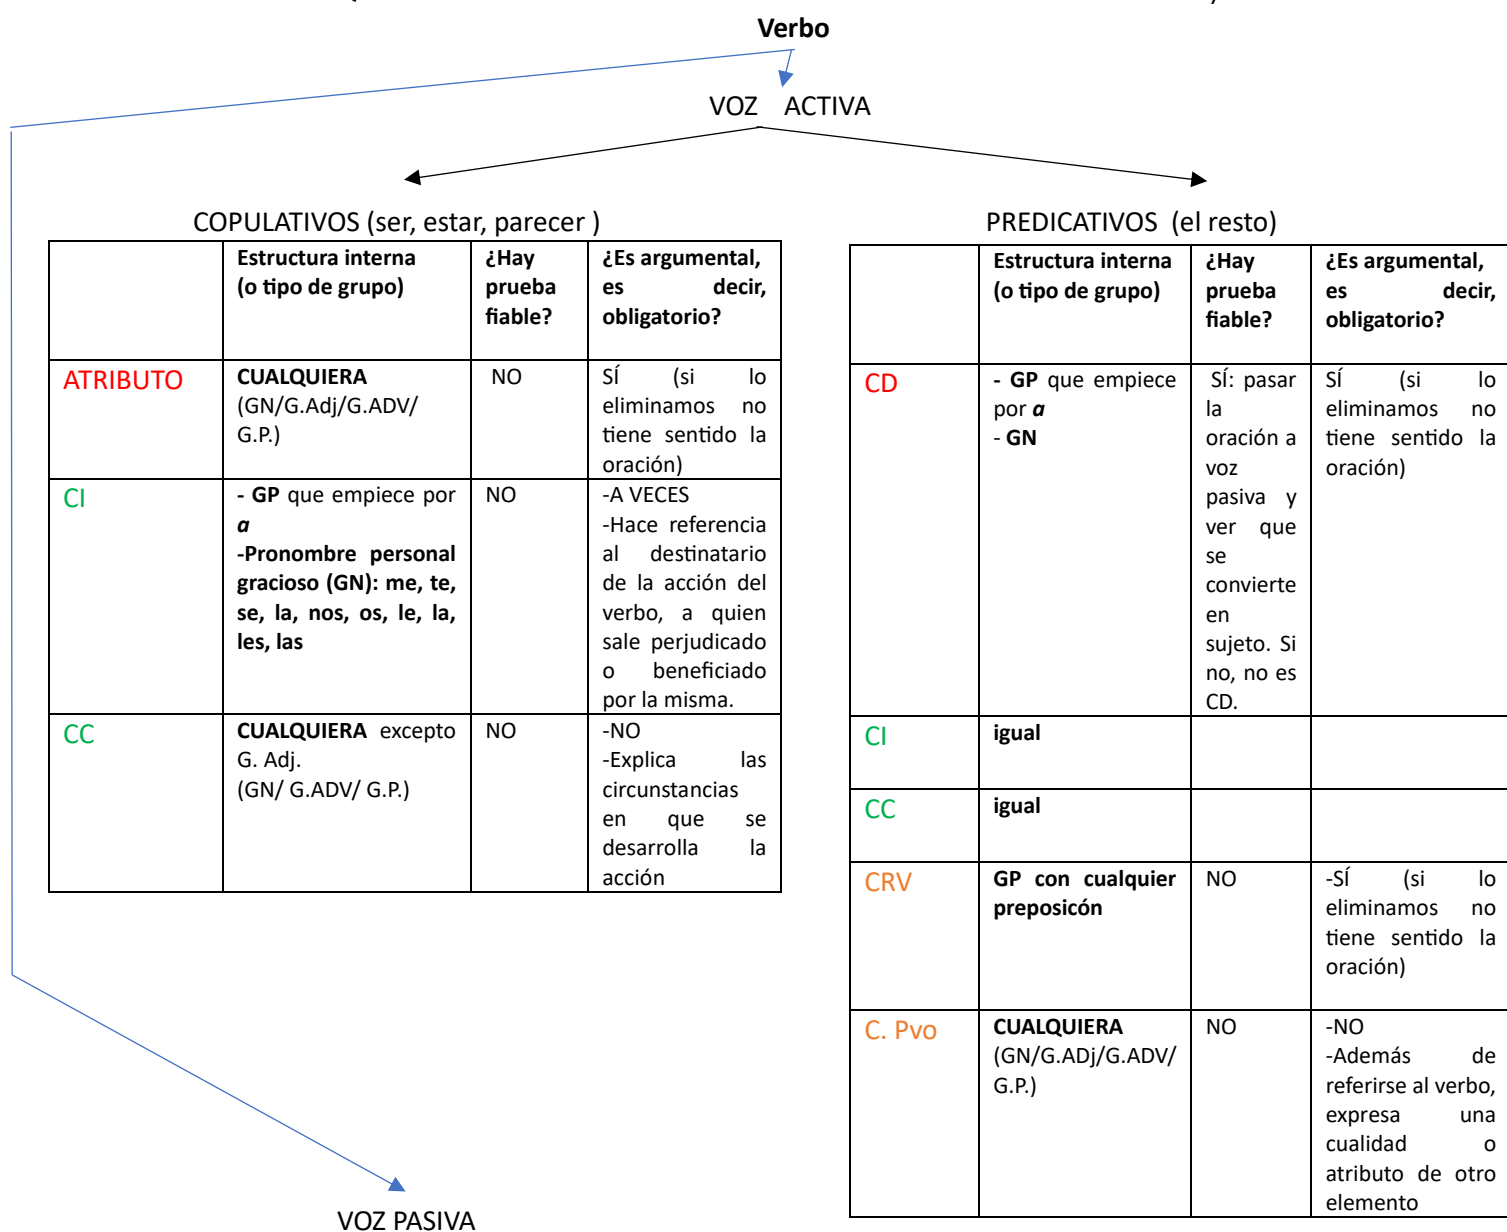 Verbo
VOZ ACTIVA
COPULATIVOS (ser, estar, parecer )
Estructura interna
(o tipo de grupo)
¿Hay
prueba
fiable?
¿Es argumental,
es decir,
obligatorio?
ATRIBUTO
CUALQUIERA
(GN/G.Adj/G.ADV/
G.P.)
NO
SÍ (si lo
eliminamos no
tiene sentido la
oración)
CI
- GP que empiece por
a
-Pronombre personal
gracioso (GN): me, te,
se, la, nos, os, le, la,
les, las
NO
-A VECES
-Hace referencia
al destinatario
de la acción del
verbo, a quien
sale perjudicado
o beneficiado
por la misma.
CC
CUALQUIERA excepto
G. Adj.
(GN/ G.ADV/ G.P.)
NO
-NO
-Explica las
circunstancias
en que se
desarrolla la
acción
PREDICATIVOS (el resto)
Estructura interna
(o tipo de grupo)
¿Hay
prueba
fiable?
¿Es argumental,
es decir,
obligatorio?
CD
- GP que empiece
por a
- GN
SÍ: pasar
la
oración a
voz
pasiva y
ver que
se
convierte
en
sujeto. Si
no, no es
CD.
SÍ (si lo
eliminamos no
tiene sentido la
oración)
CI
igual
CC
igual
CRV
GP con cualquier
preposicón
NO
-SÍ (si lo
eliminamos no
tiene sentido la
oración)
C. Pvo
CUALQUIERA
(GN/G.ADj/G.ADV/
G.P.)
NO
-NO
-Además de
referirse al verbo,
expresa una
cualidad o
atributo de otro
elemento
VOZ PASIVA